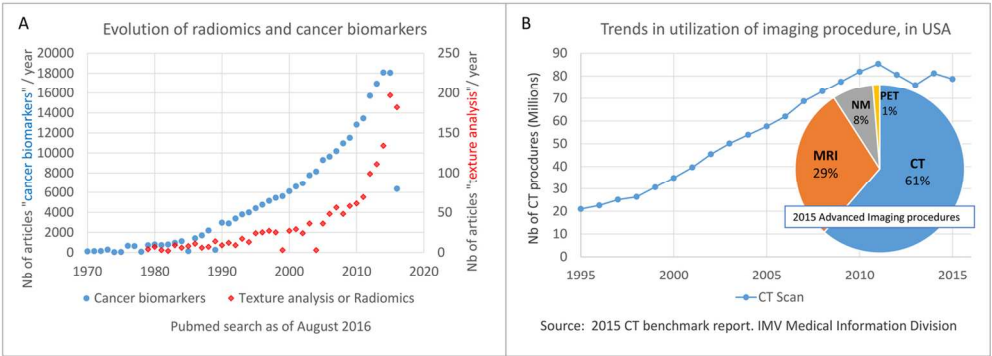 A
Evolution of radiomics and cancer biomarkers
Nb of articles "cancer biomarkers" / year
20000
18000
16000
14000
12000
10000
8000
6000
4000
2000
0
250
200
150
100
50
0
Nb of articles ":exture analysis" / year
1970 1980 1990 2000 2010 2020
Cancer biomarkers Texture analysis or Radiomics
Pubmed search as of August 2016
B
Trends in utilization of imaging procedure, in USA
Nb of CT procdures (Millions)
90
80
70
60
50
40
30
20
10
0
PET
1%
NM
8%
MRI
29%
CT
61%
2015 Advanced Imaging procedures
1995 2000 2005 2010 2015
CT Scan
Source: 2015 CT benchmark report. IMV Medical Information Division